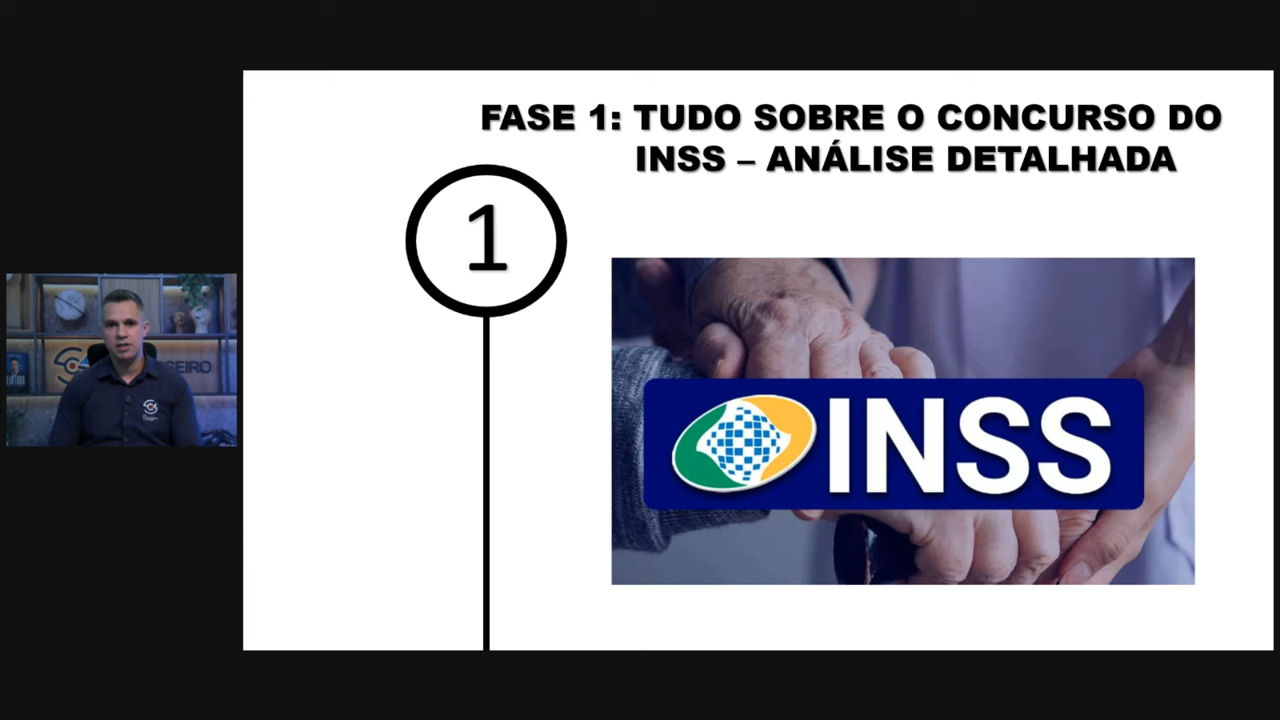 FASE 1: TUDO SOBRE O CONCURSO DO
INSS – ANÁLISE DETALHADA
1
INSS